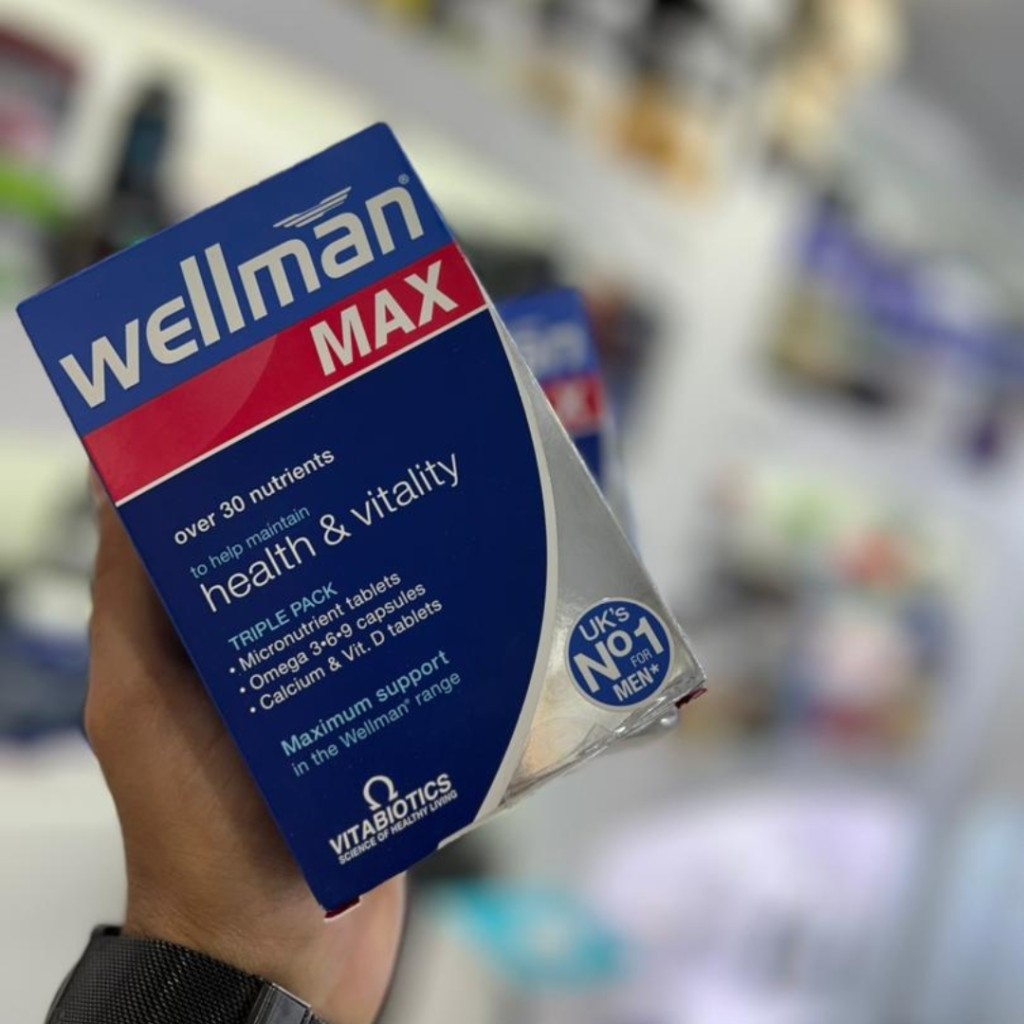 wellman®
MAX
over 30 nutrients
to help maintain
health & vitality
TRIPLE PACK
• Micronutrient tablets
• Omega 3•6•9 capsules
• Calcium & Vit. D tablets
Maximum support
in the Wellman® range
VITABIOTICS
SCIENCE OF HEALTHY LIVING
UK's
No1
FOR
MEN*